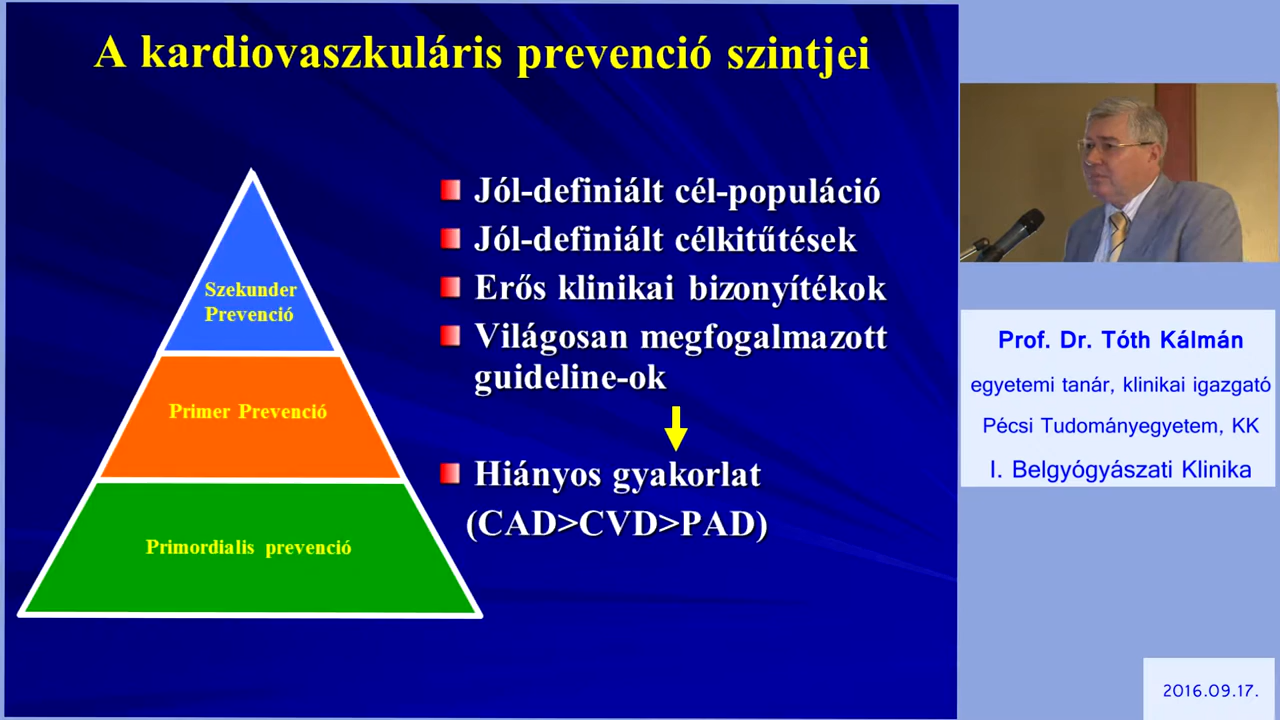 A kardiovaszkuláris prevenció szintjei
Szekunder
Prevenció
Primer Prevenció
Primordialis prevenció
Jól-definiált cél-populáció
Jól-definiált célkitűtések
Erős klinikai bizonyítékok
Világosan megfogalmazott
guideline-ok
Hiányos gyakorlat
(CAD>CVD>PAD)
Prof. Dr. Tóth Kálmán
egyetemi tanár, klinikai igazgató
Pécsi Tudományegyetem, KK
I. Belgyógyászati Klinika
2016.09.17.